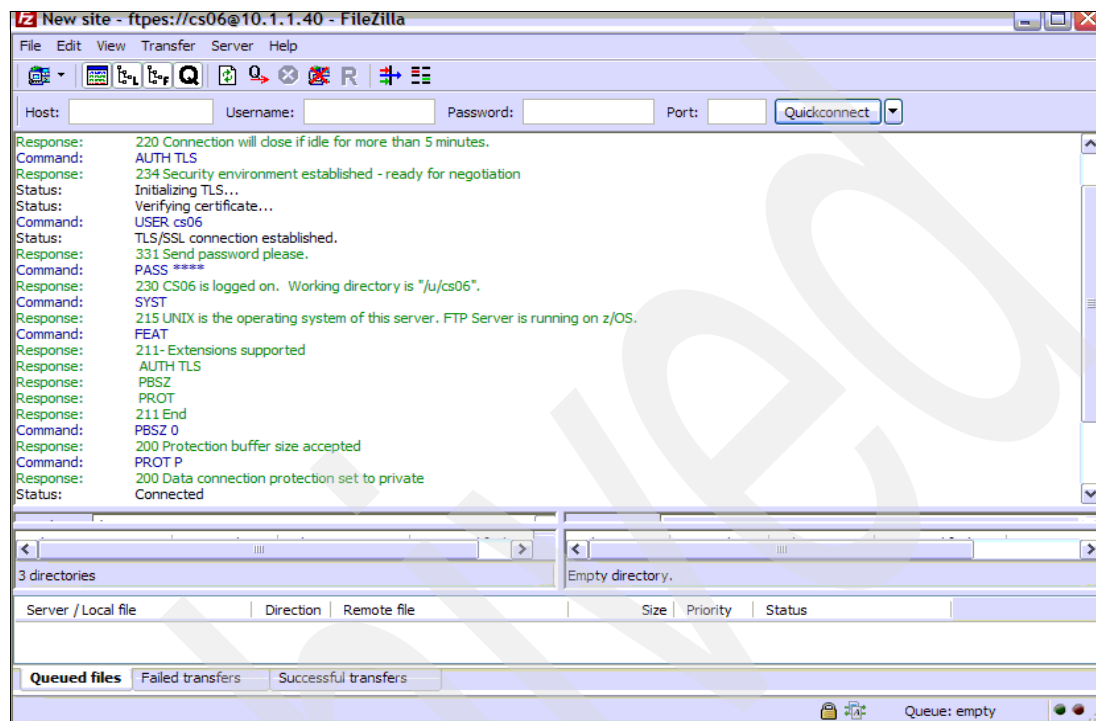 New site - ftpes://cs06@10.1.1.40 - FileZilla
File Edit View Transfer Server Help
Host: Username: Password: Port: Quickconnect
Response: 220 Connection will close if idle for more than 5 minutes.
Command: AUTH TLS
Response: 234 Security environment established - ready for negotiation
Status: Initializing TLS...
Status: Verifying certificate...
Command: USER cs06
Status: TLS/SSL connection established.
Response: 331 Send password please.
Command: PASS ****
Response: 230 CS06 is logged on. Working directory is "/u/cs06".
Command: SYST
Response: 215 UNIX is the operating system of this server. FTP Server is running on z/OS.
Command: FEAT
Response: 211- Extensions supported
Response: AUTH TLS
Response: PBSZ
Response: PROT
Response: 211 End
Command: PBSZ 0
Response: 200 Protection buffer size accepted
Command: PROT P
Response: 200 Data connection protection set to private
Status: Connected
3 directories Empty directory.
Server / Local file Direction Remote file Size Priority Status
Queued files Failed transfers Successful transfers
Queue: empty